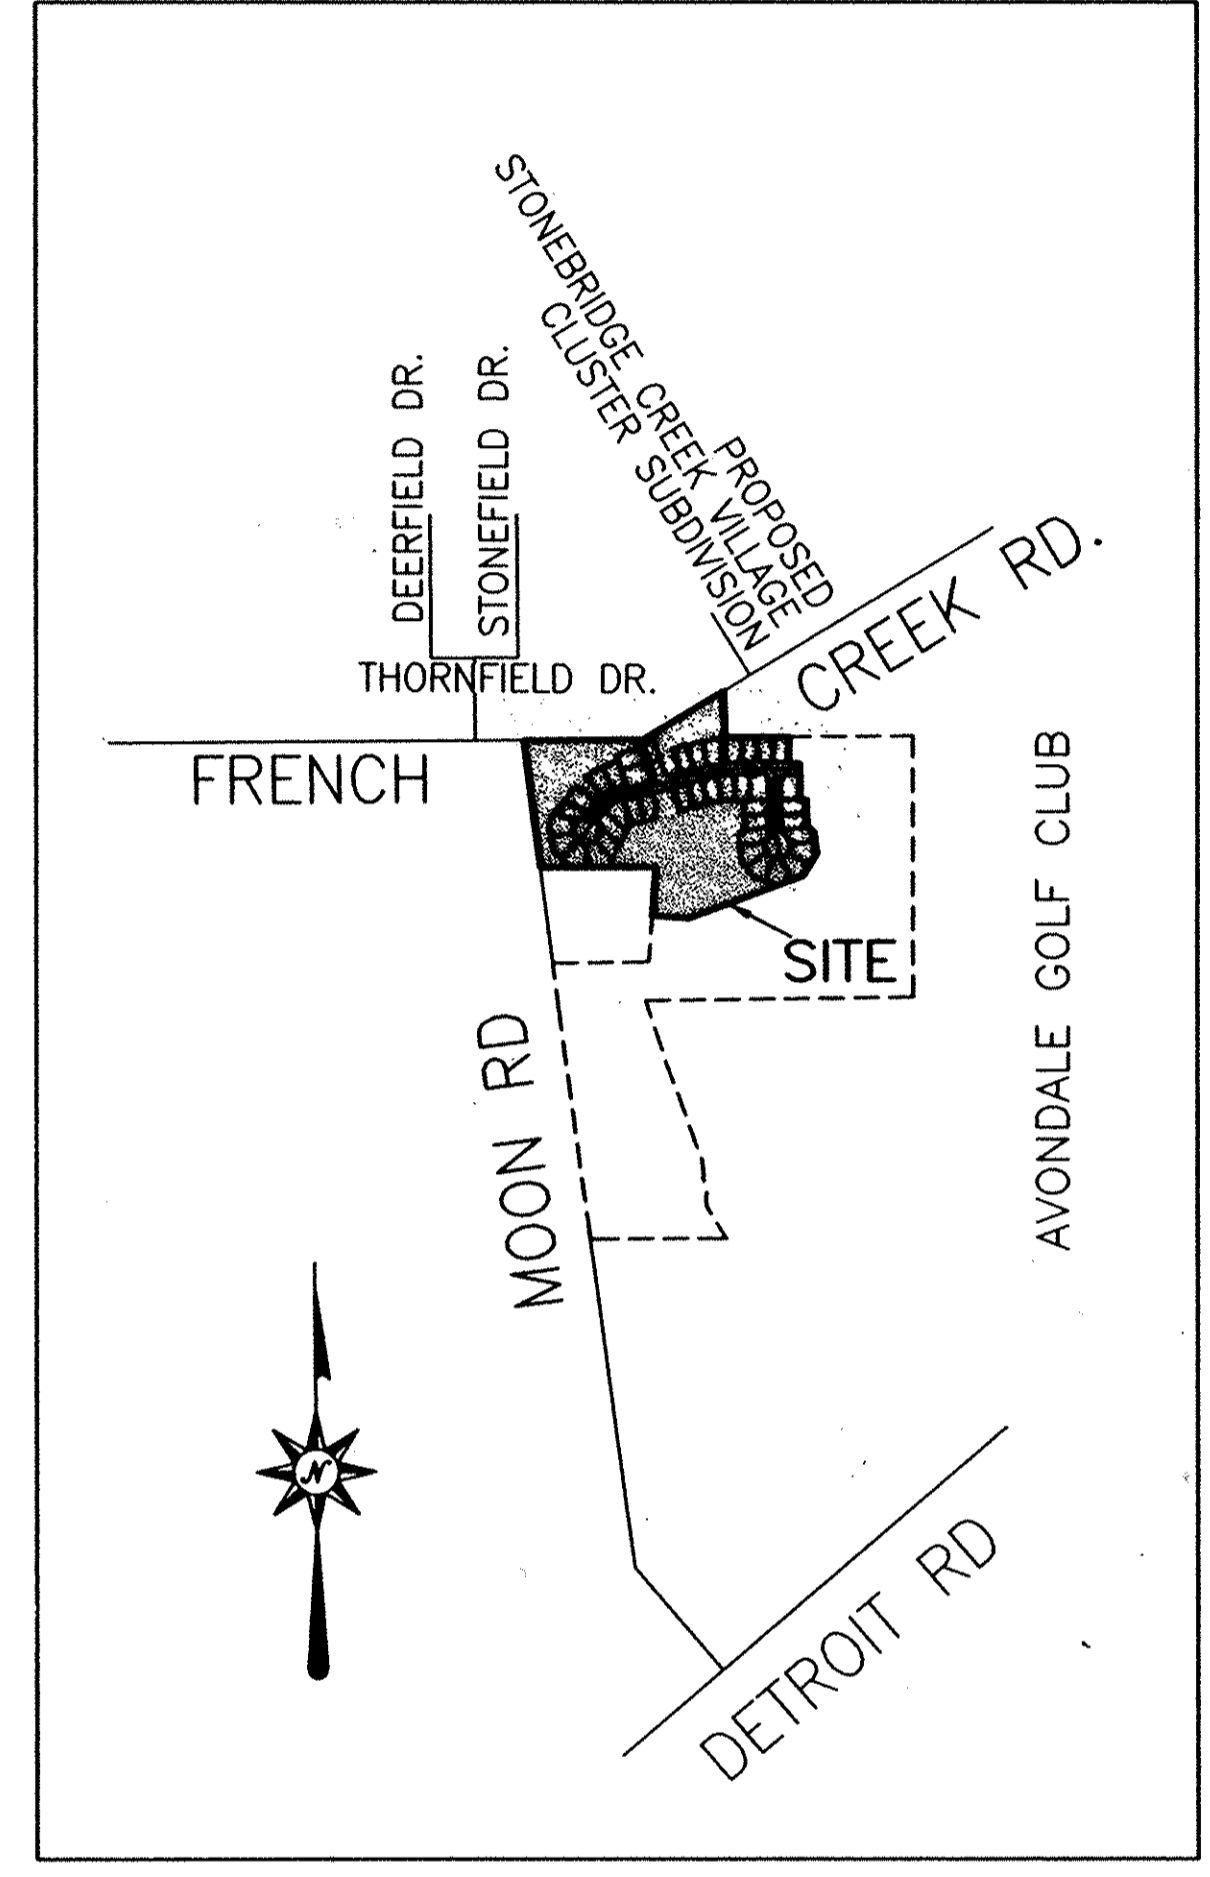 PROPOSED
STONEBRIDGE CREEK VILLAGE
CLUSTER SUBDIVISION
DEERFIELD DR.
STONEFIELD DR.
THORNFIELD DR.
FRENCH CREEK RD.
SITE
AVONDALE GOLF CLUB
MOON RD
N
DETROIT RD